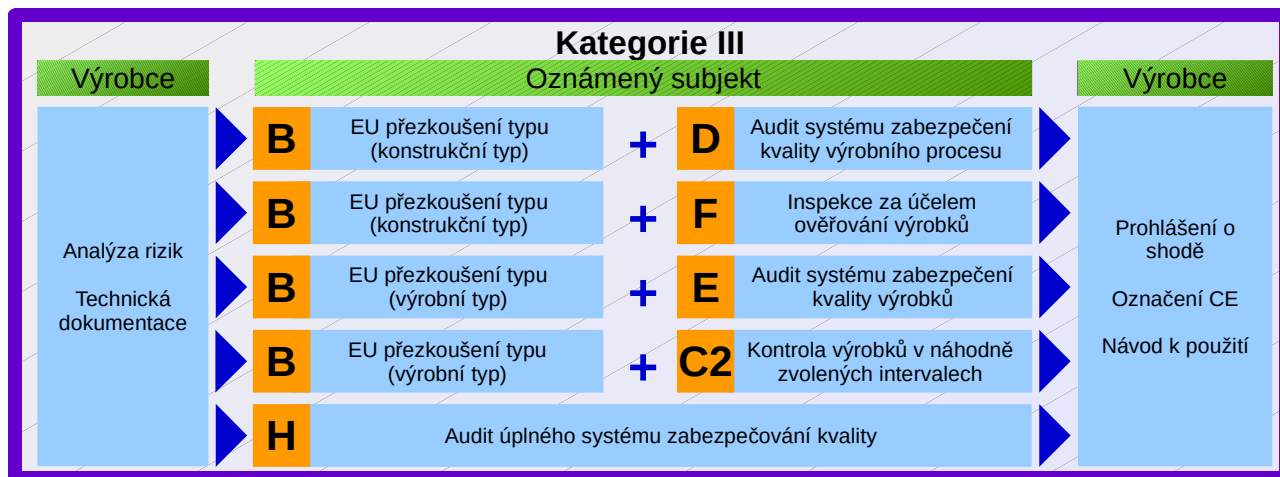 Kategorie III
Výrobce
Oznámený subjekt
Výrobce
Analýza rizik
Technická
dokumentace
B
EU přezkoušení typu
(konstrukční typ)
+
D
Audit systému zabezpečení
kvality výrobního procesu
B
EU přezkoušení typu
(konstrukční typ)
+
F
Inspekce za účelem
ověřování výrobků
B
EU přezkoušení typu
(výrobní typ)
+
E
Audit systému zabezpečení
kvality výrobků
B
EU přezkoušení typu
(výrobní typ)
+
C2
Kontrola výrobků v náhodně
zvolených intervalech
H
Audit úplného systému zabezpečování kvality
Prohlášení o
shodě
Označení CE
Návod k použití